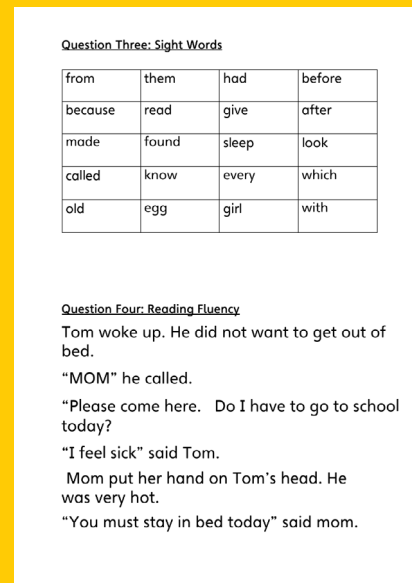 Question Three: Sight Words
from them had before
because read give after
made found sleep look
called know every which
old egg girl with
Question Four: Reading Fluency
Tom woke up. He did not want to get out of
bed.
“MOM” he called.
“Please come here.   Do I have to go to school
today?
“I feel sick” said Tom.
Mom put her hand on Tom’s head. He
was very hot.
“You must stay in bed today” said mom.